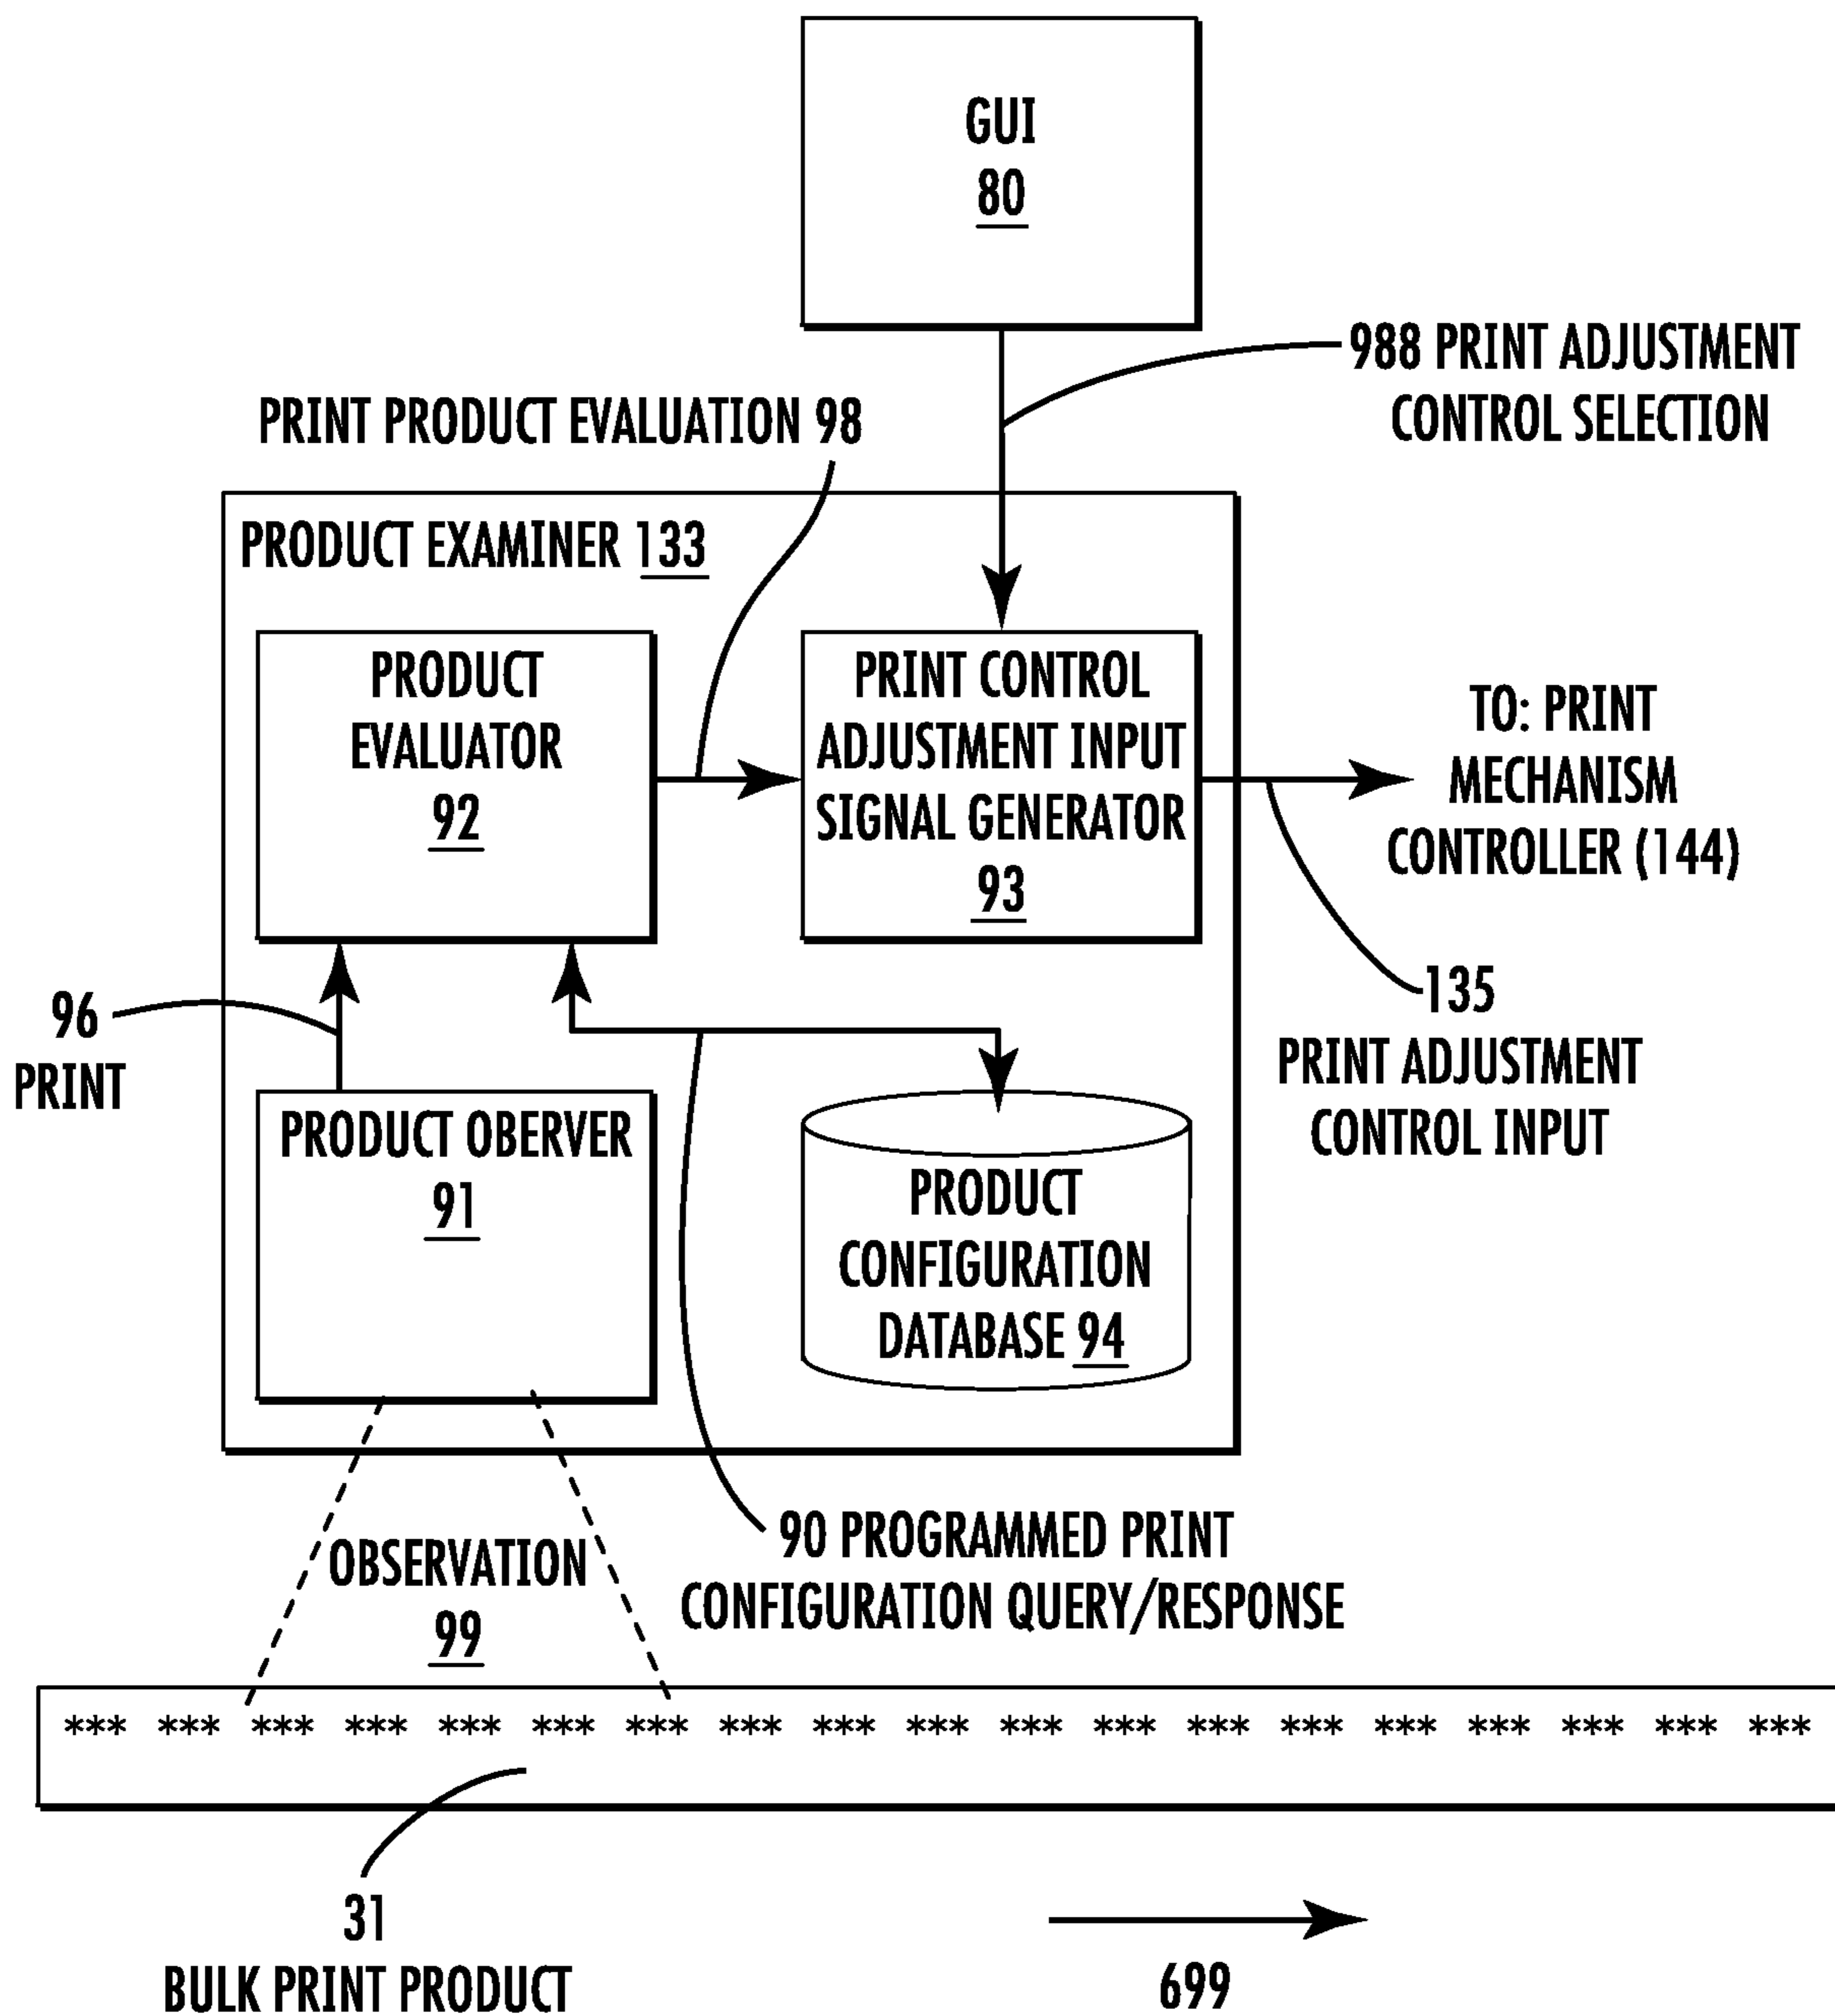 GUI
80
988 PRINT ADJUSTMENT
CONTROL SELECTION
PRINT PRODUCT EVALUATION 98
PRODUCT EXAMINER 133
PRODUCT
EVALUATOR
92
PRINT CONTROL
ADJUSTMENT INPUT
SIGNAL GENERATOR
93
TO: PRINT
MECHANISM
CONTROLLER (144)
96
PRINT
135
PRINT ADJUSTMENT
CONTROL INPUT
PRODUCT OBERVER
91
PRODUCT
CONFIGURATION
DATABASE 94
90 PROGRAMMED PRINT
CONFIGURATION QUERY/RESPONSE
OBSERVATION
99
*** *** *** *** *** *** *** *** *** *** *** *** *** *** *** *** *** *** ***
31
BULK PRINT PRODUCT
699